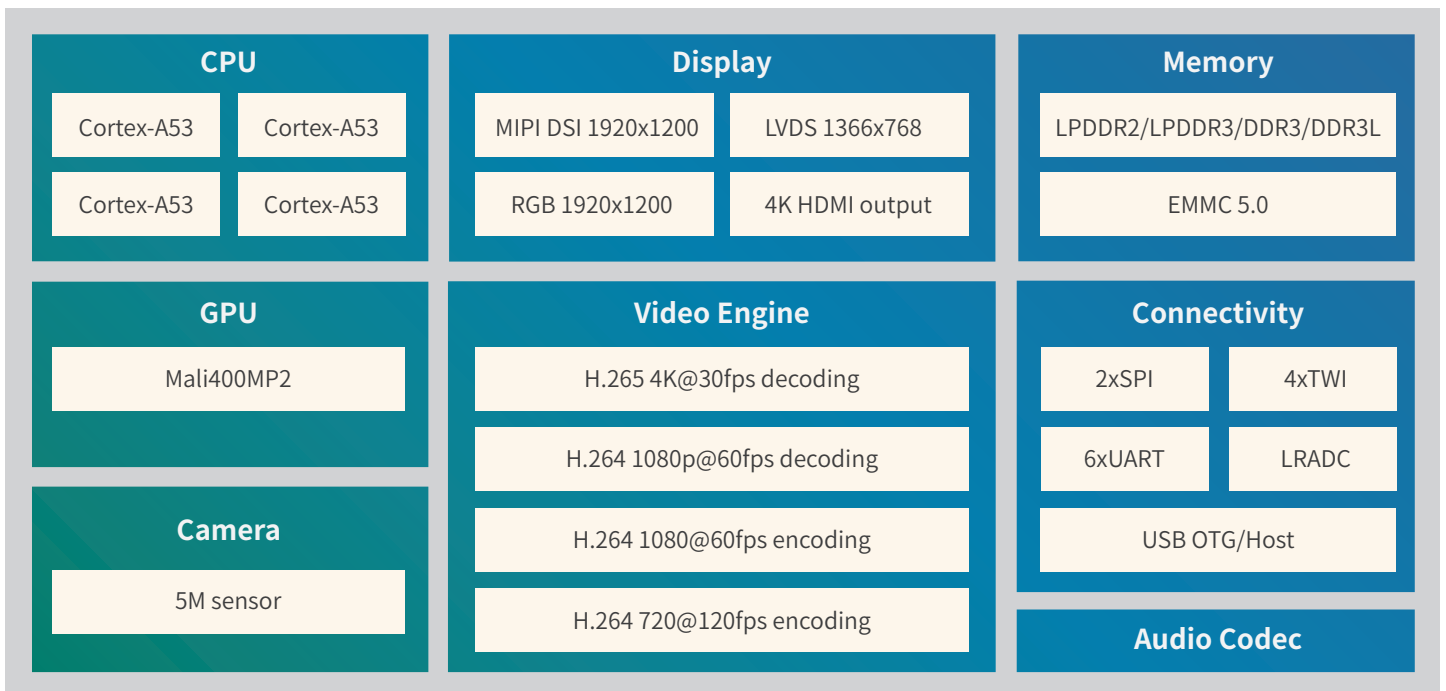 CPU
Cortex-A53
Cortex-A53
Cortex-A53
Cortex-A53
Display
MIPI DSI 1920x1200
LVDS 1366x768
RGB 1920x1200
4K HDMI output
Memory
LPDDR2/LPDDR3/DDR3/DDR3L
EMMC 5.0
GPU
Mali400MP2
Video Engine
H.265 4K@30fps decoding
H.264 1080p@60fps decoding
H.264 1080@60fps encoding
H.264 720@120fps encoding
Connectivity
2xSPI
4xTWI
6xUART
LRADC
USB OTG/Host
Camera
5M sensor
Audio Codec